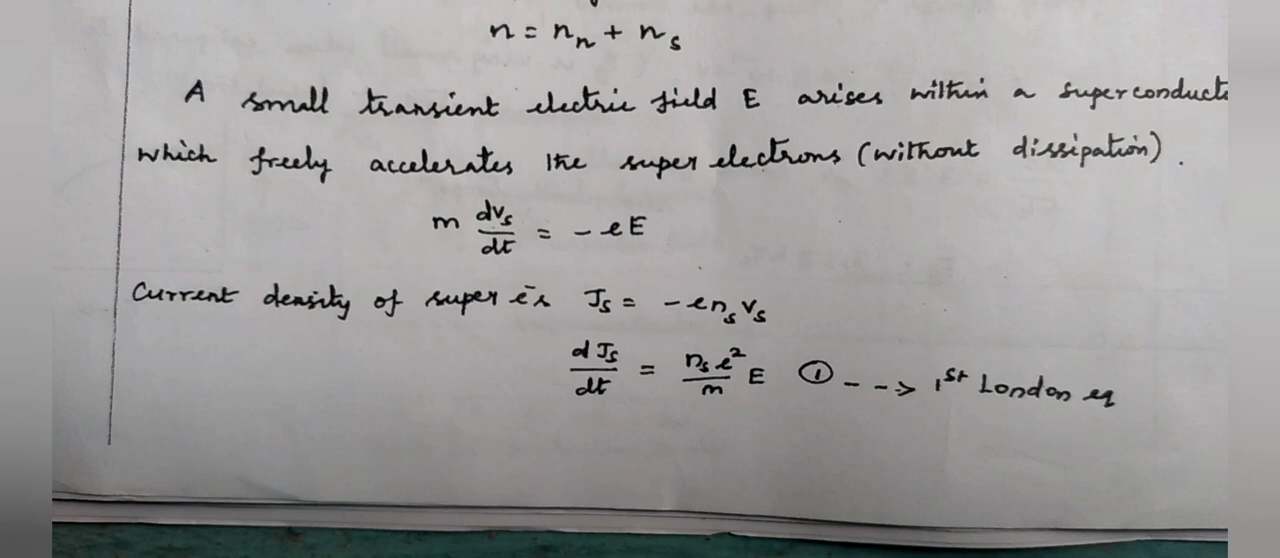 n = nₙ + nₛ
A small transient electric field E arises within a superconduct
which freely accelerates the super electrons (without dissipation).
m dvₛ/dt = - eE
Current density of super e⁻s Jₛ = - enₛvₛ
dJₛ/dt = nₛe²/m E ① - - -> 1ˢᵗ London eq